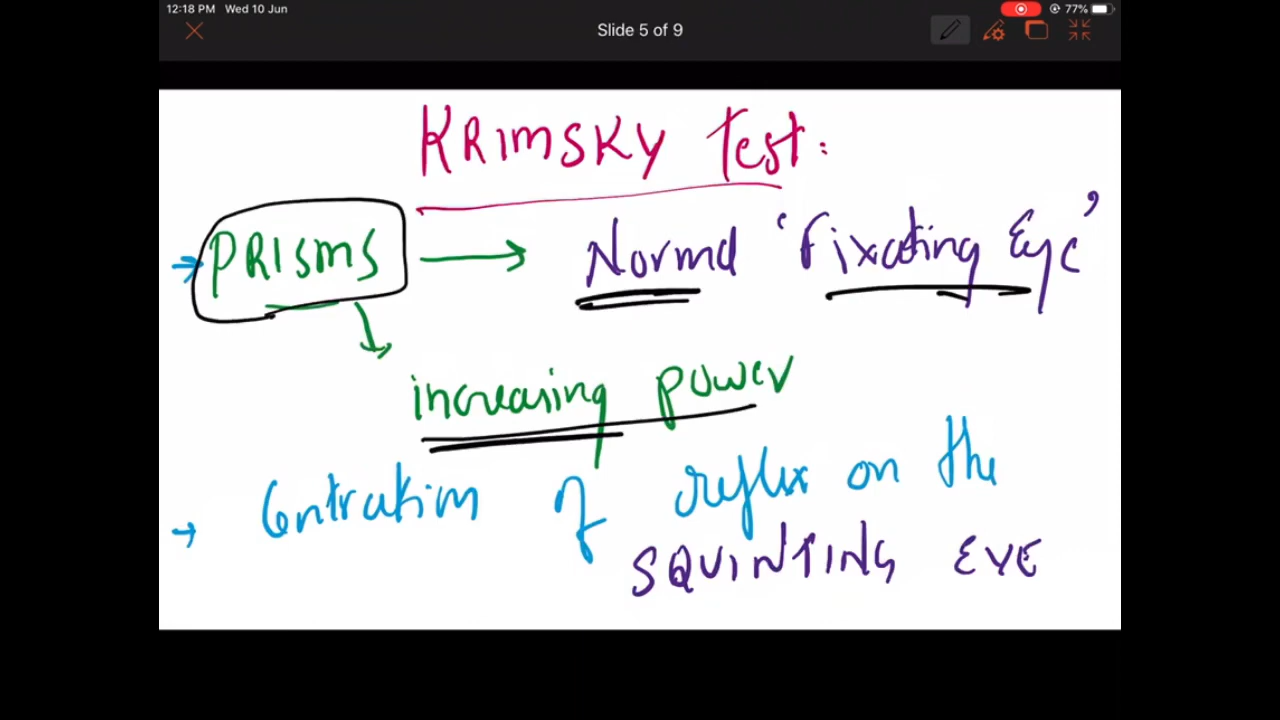 12:18 PM Wed 10 Jun
77%
Slide 5 of 9
KRIMSKY Test:
→ PRISMS → Normal 'Fixating Eye'
↓
increasing power
→ Centration of reflex on the
SQUINTING EYE